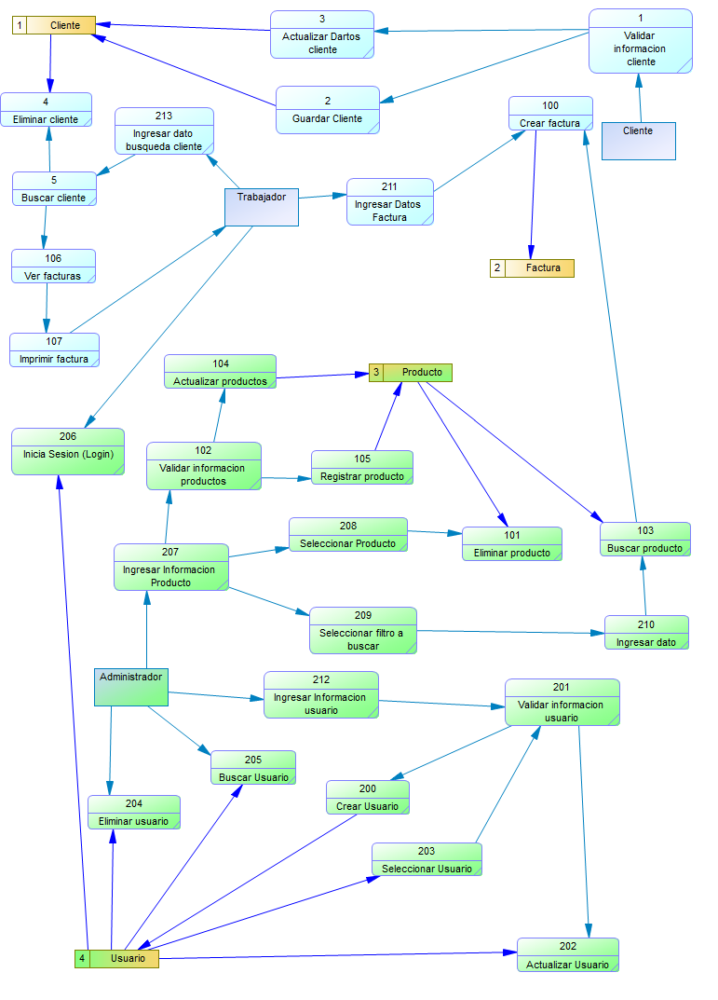 1 Cliente
3
Actualizar Dartos
cliente
1
Validar
informacion
cliente
4
Eliminar cliente
213
Ingresar dato
busqueda cliente
2
Guardar Cliente
100
Crear factura
Cliente
5
Buscar cliente
Trabajador
211
Ingresar Datos
Factura
106
Ver facturas
2 Factura
107
Imprimir factura
104
Actualizar productos
3 Producto
206
Inicia Sesion (Login)
102
Validar informacion
productos
105
Registrar producto
208
Seleccionar Producto
101
Eliminar producto
103
Buscar producto
207
Ingresar Informacion
Producto
209
Seleccionar filtro a
buscar
210
Ingresar dato
Administrador
212
Ingresar Informacion
usuario
201
Validar informacion
usuario
205
Buscar Usuario
200
Crear Usuario
204
Eliminar usuario
203
Seleccionar Usuario
4 Usuario
202
Actualizar Usuario